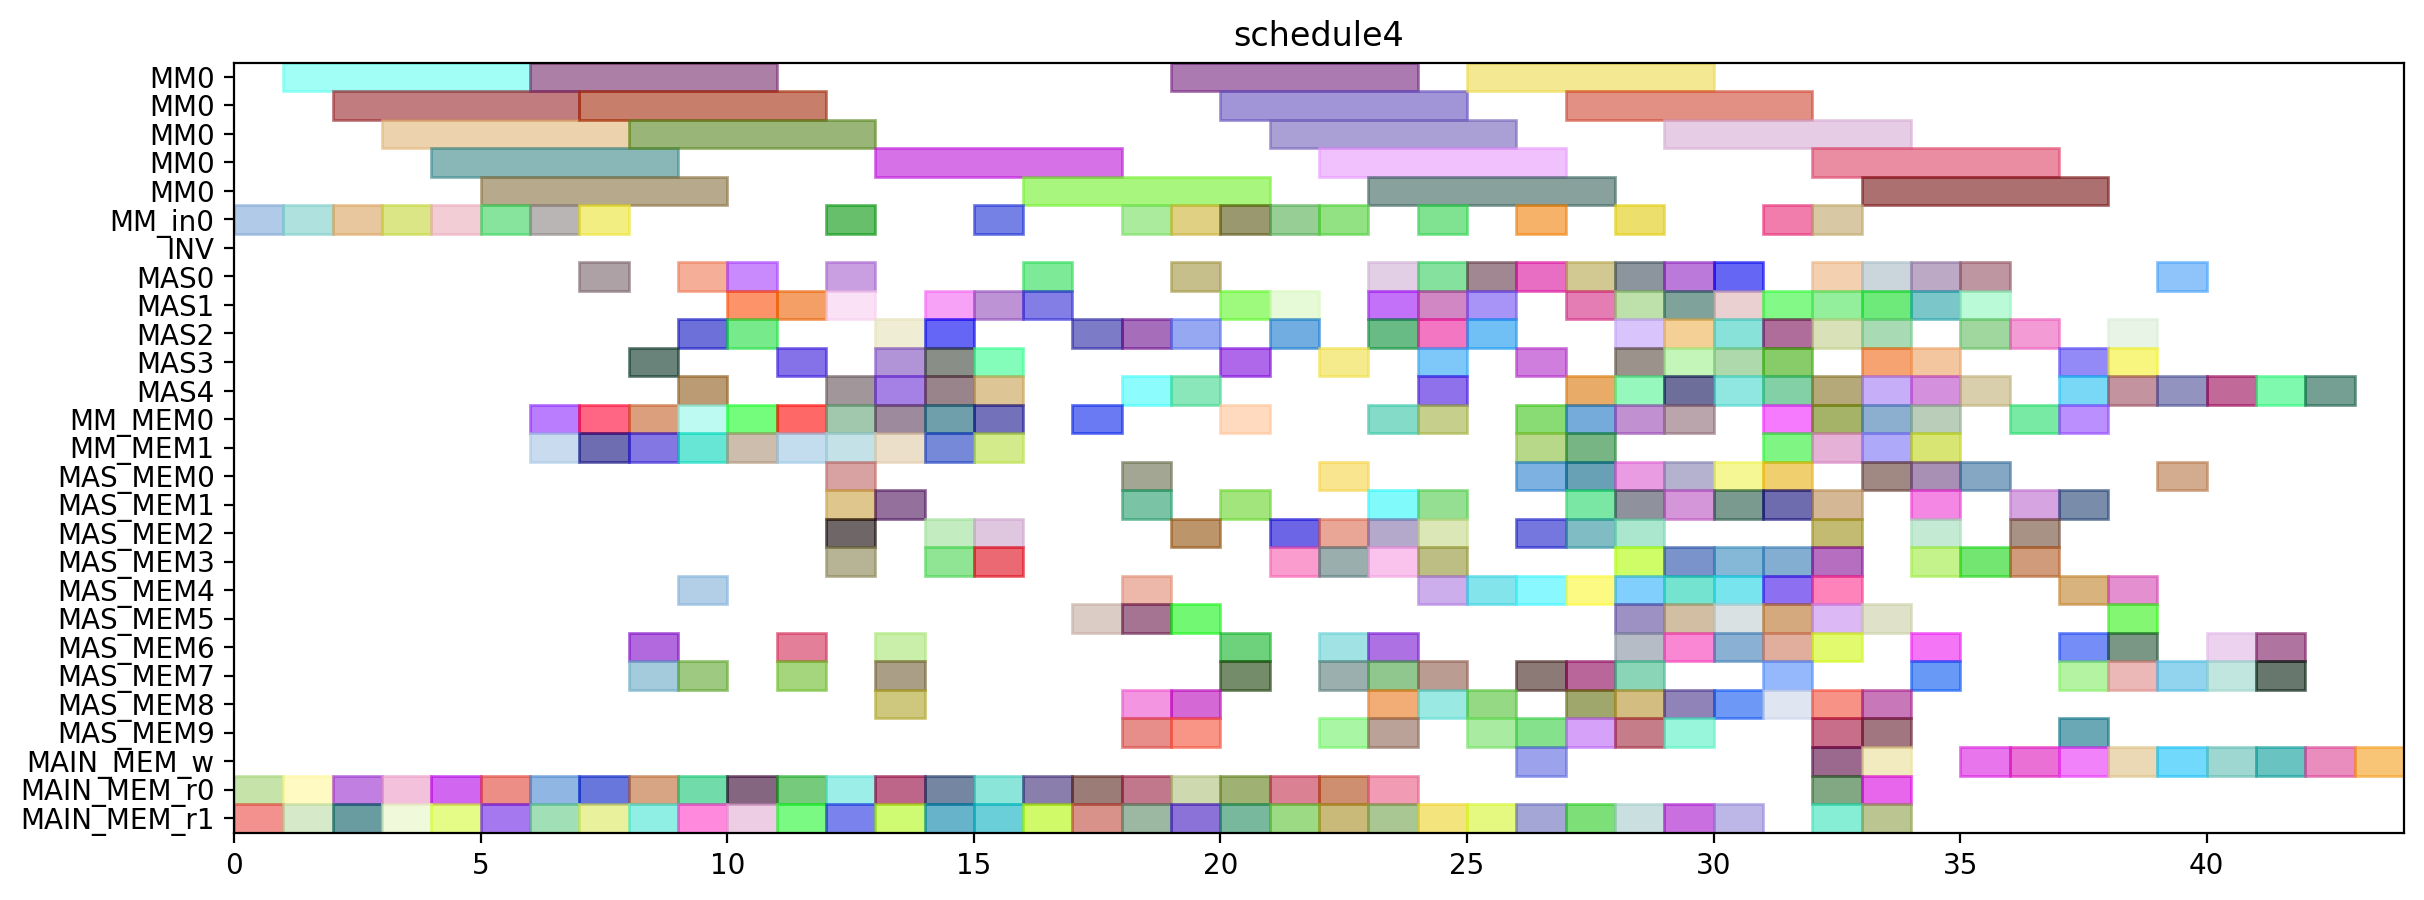 schedule4
MM0
MM0
MM0
MM0
MM0
MM_in0
INV
MAS0
MAS1
MAS2
MAS3
MAS4
MM_MEM0
MM_MEM1
MAS_MEM0
MAS_MEM1
MAS_MEM2
MAS_MEM3
MAS_MEM4
MAS_MEM5
MAS_MEM6
MAS_MEM7
MAS_MEM8
MAS_MEM9
MAIN_MEM_w
MAIN_MEM_r0
MAIN_MEM_r1
0 5 10 15 20 25 30 35 40